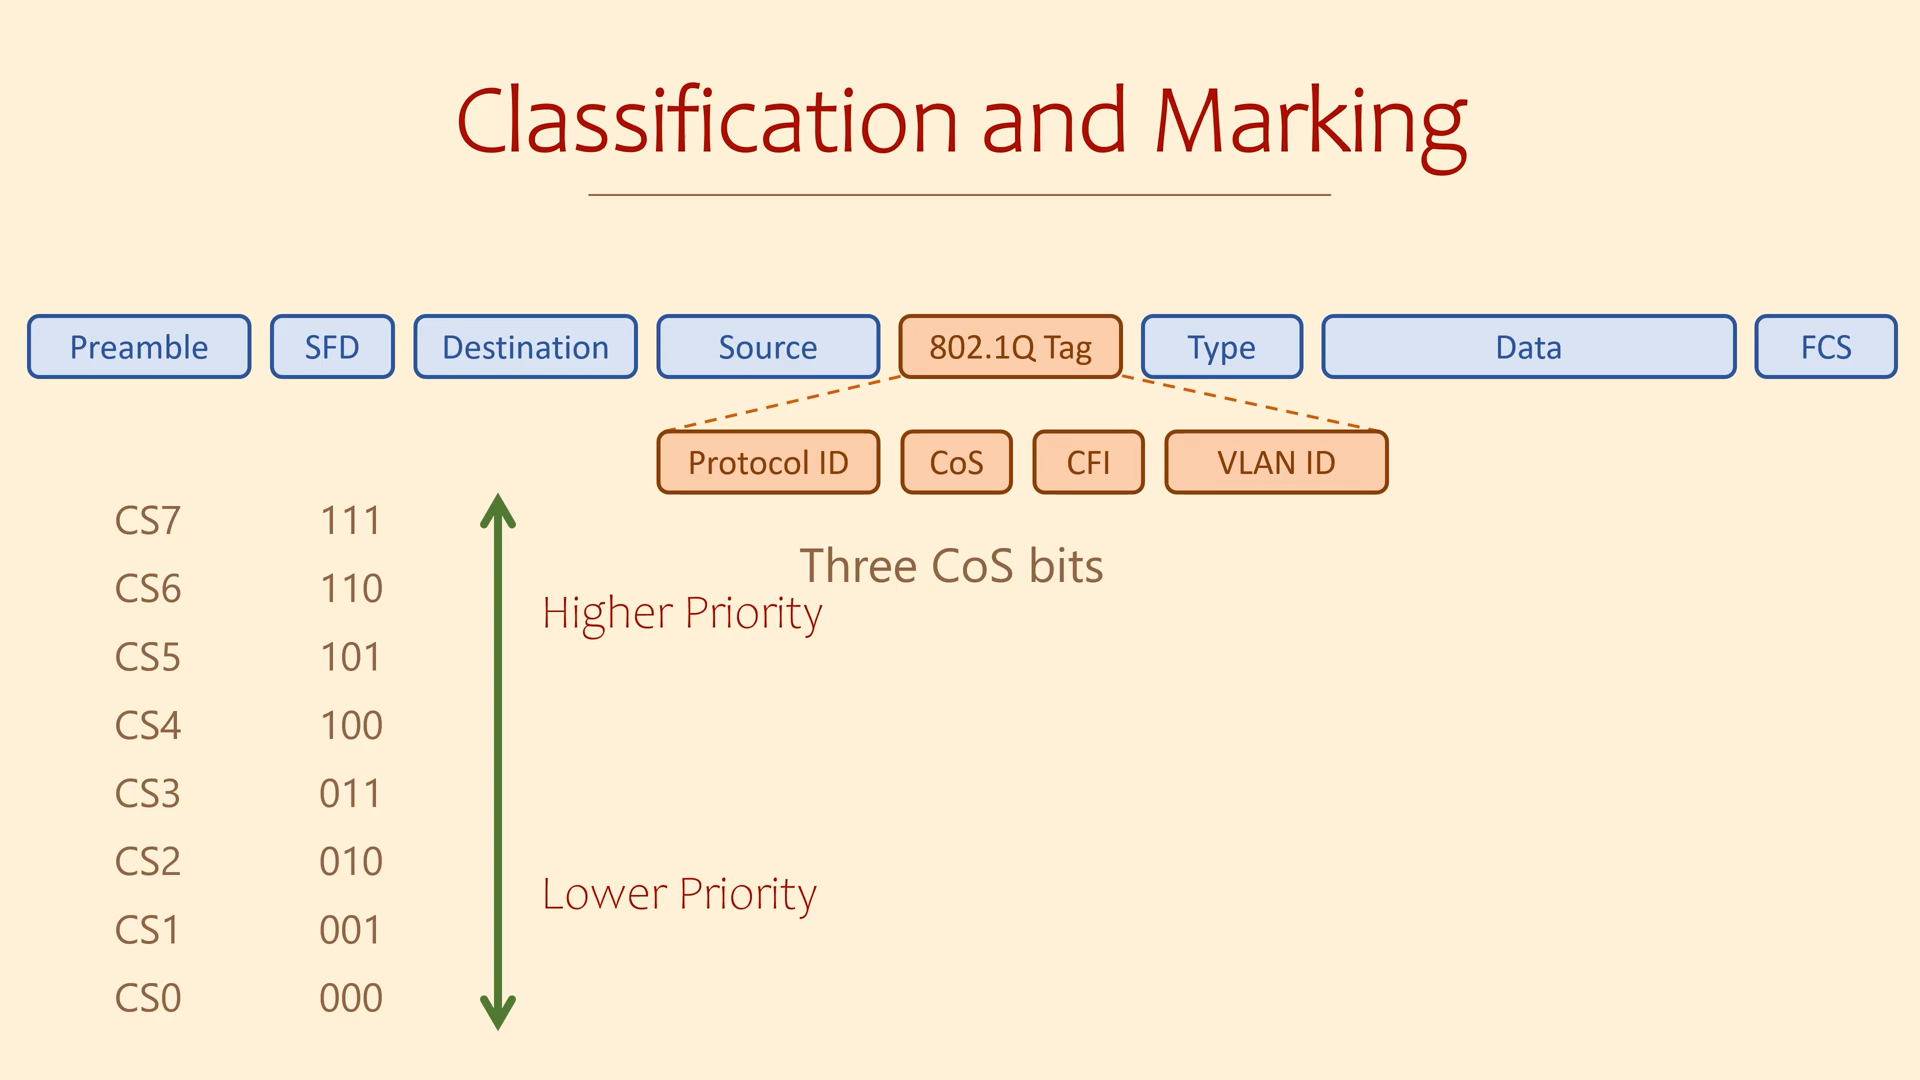 Classification and Marking
Preamble SFD Destination Source 802.1Q Tag Type Data FCS
Protocol ID CoS CFI VLAN ID
CS7 111
Three CoS bits
CS6 110
Higher Priority
CS5 101
CS4 100
CS3 011
CS2 010
Lower Priority
CS1 001
CS0 000